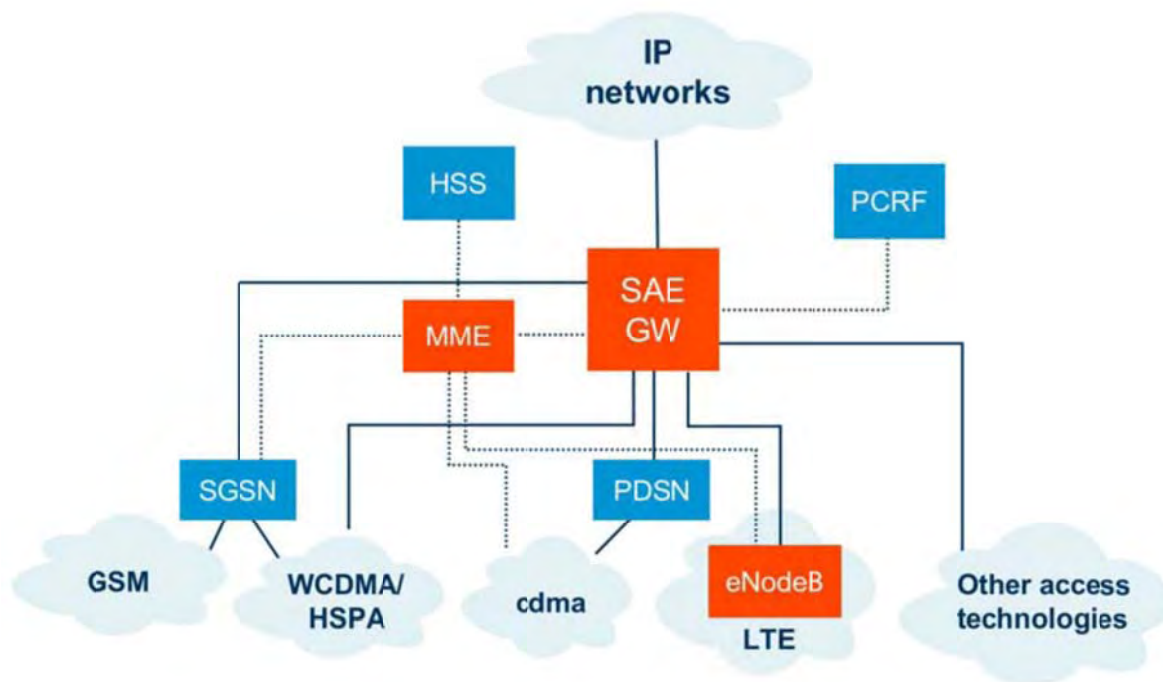 IP
networks
HSS
PCRF
SAE
GW
MME
SGSN
PDSN
GSM
WCDMA/
HSPA
cdma
eNodeB
LTE
Other access
technologies